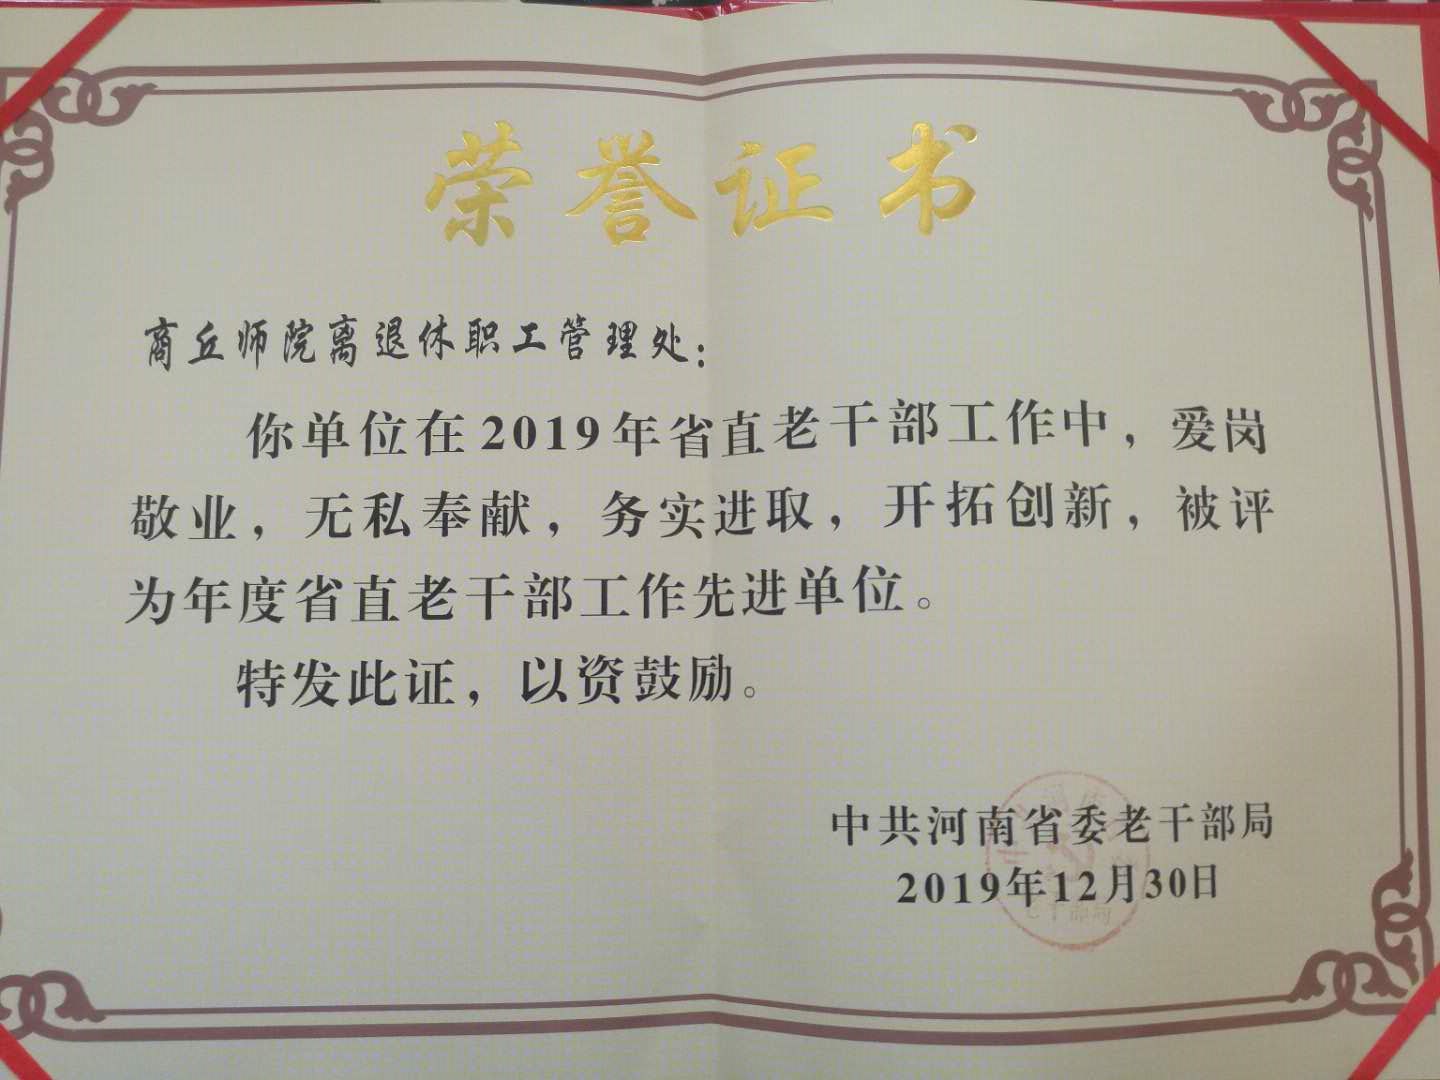 荣誉证书
商丘师院离退休职工管理处：
你单位在2019年省直老干部工作中，爱岗
敬业，无私奉献，务实进取，开拓创新，被评
为年度省直老干部工作先进单位。
特发此证，以资鼓励。
中共河南省委老干部局
2019年12月30日